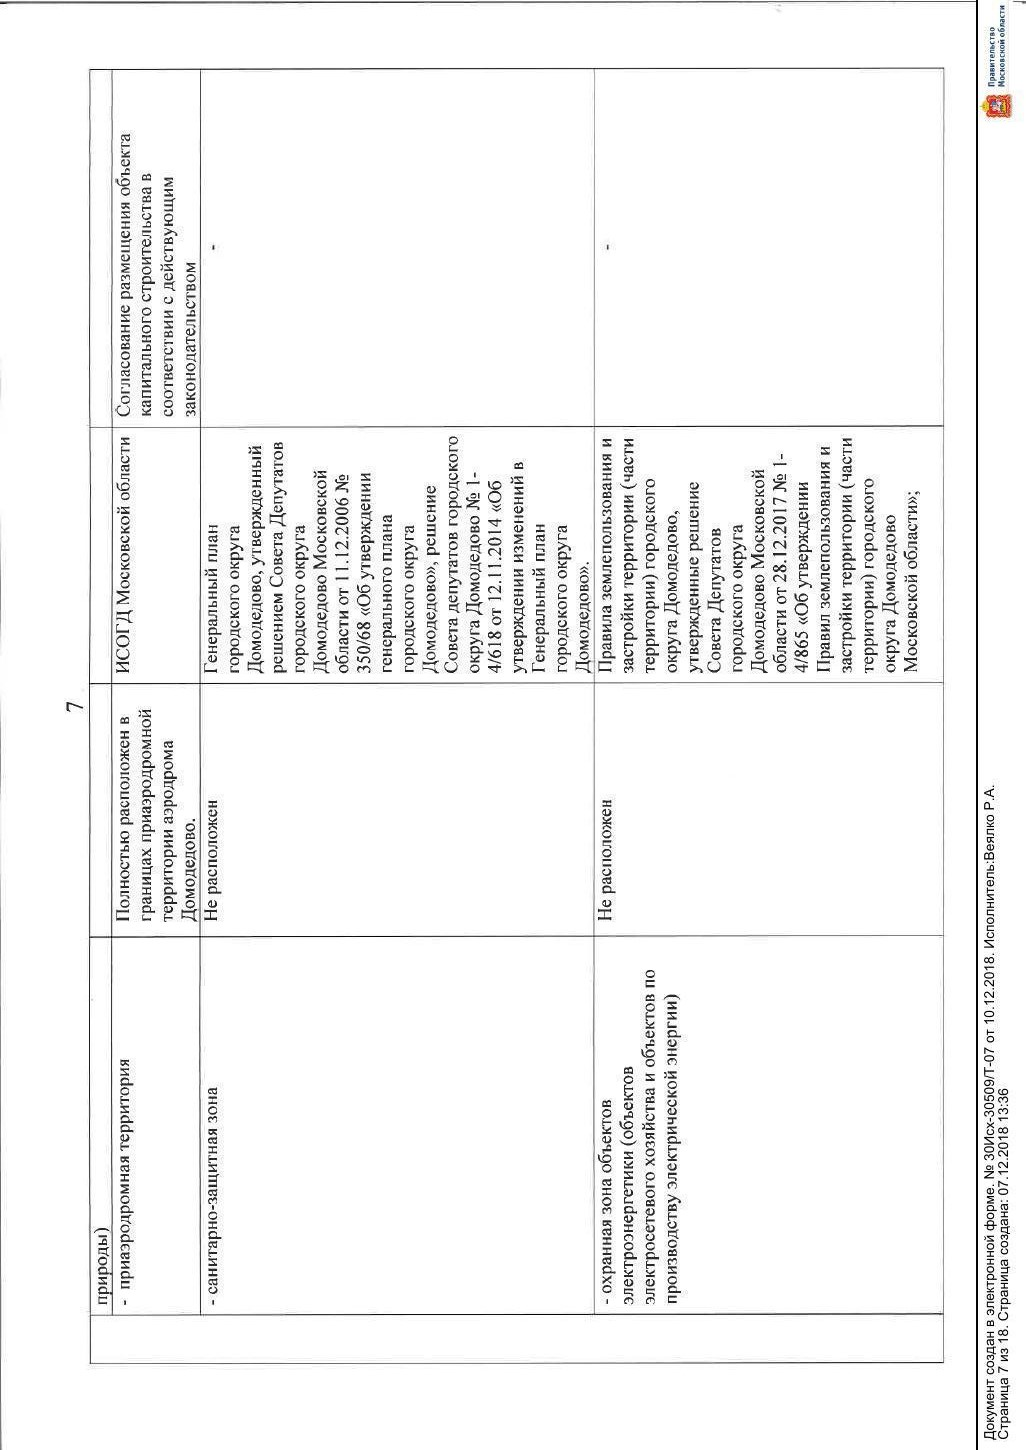 7
природы)
- приаэродромная территория
Полностью расположен в
границах приаэродромной
территории аэродрома
Домодедово.
ИСОГД Московской области
Согласование размещения объекта
капитального строительства в
соответствии с действующим
законодательством
- санитарно-защитная зона
Не расположен
Генеральный план
городского округа
Домодедово, утвержденный
решением Совета Депутатов
городского округа
Домодедово Московской
области от 11.12.2006 №
350/68 «Об утверждении
генерального плана
городского округа
Домодедово», решение
Совета депутатов городского
округа Домодедово № 1-
4/618 от 12.11.2014 «Об
утверждении изменений в
Генеральный план
городского округа
Домодедово».
-
- охранная зона объектов
электроэнергетики (объектов
электросетевого хозяйства и объектов по
производству электрической энергии)
Не расположен
Правила землепользования и
застройки территории (части
территории) городского
округа Домодедово,
утвержденные решение
Совета Депутатов
городского округа
Домодедово Московской
области от 28.12.2017 № 1-
4/865 «Об утверждении
Правил землепользования и
застройки территории (части
территории) городского
округа Домодедово
Московской области»;
-
Документ создан в электронной форме. № 30Исх-30509/Т-07 от 10.12.2018. Исполнитель:Веялко Р.А.
Страница 7 из 18. Страница создана: 07.12.2018 13:36
Правительство
Московской области